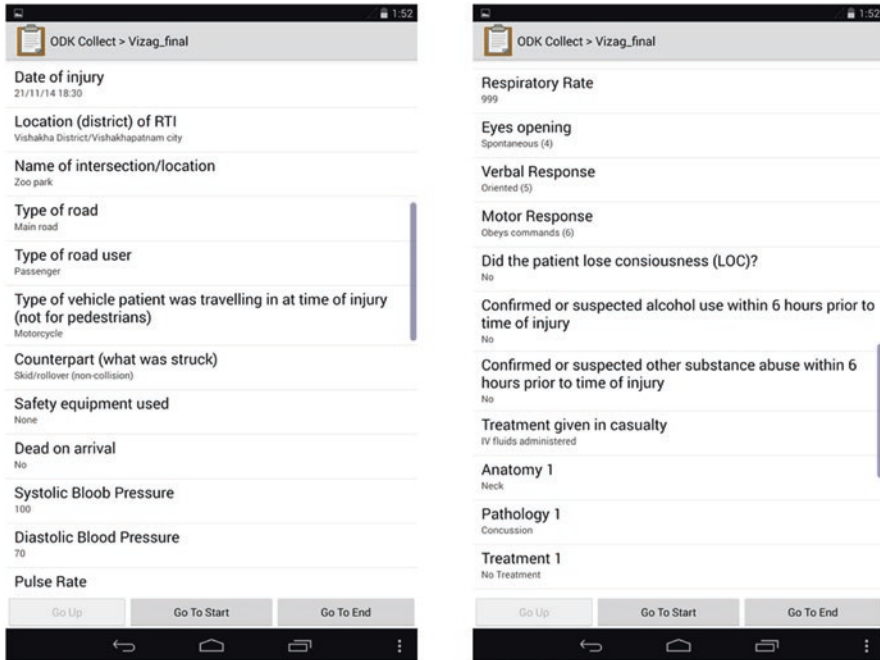 1:52
ODK Collect > Vizag_final
Date of injury
21/11/14 18:30
Location (district) of RTI
Vishakha District/Vishakhapatnam city
Name of intersection/location
Zoo park
Type of road
Main road
Type of road user
Passenger
Type of vehicle patient was travelling in at time of injury
(not for pedestrians)
Motorcycle
Counterpart (what was struck)
Skid/rollover (non-collision)
Safety equipment used
None
Dead on arrival
No
Systolic Bloob Pressure
100
Diastolic Blood Pressure
70
Pulse Rate
Go Up
Go To Start
Go To End
1:52
ODK Collect > Vizag_final
Respiratory Rate
999
Eyes opening
Spontaneous (4)
Verbal Response
Oriented (5)
Motor Response
Obeys commands (6)
Did the patient lose consiousness (LOC)?
No
Confirmed or suspected alcohol use within 6 hours prior to
time of injury
No
Confirmed or suspected other substance abuse within 6
hours prior to time of injury
No
Treatment given in casualty
IV fluids administered
Anatomy 1
Neck
Pathology 1
Concussion
Treatment 1
No Treatment
Go Up
Go To Start
Go To End